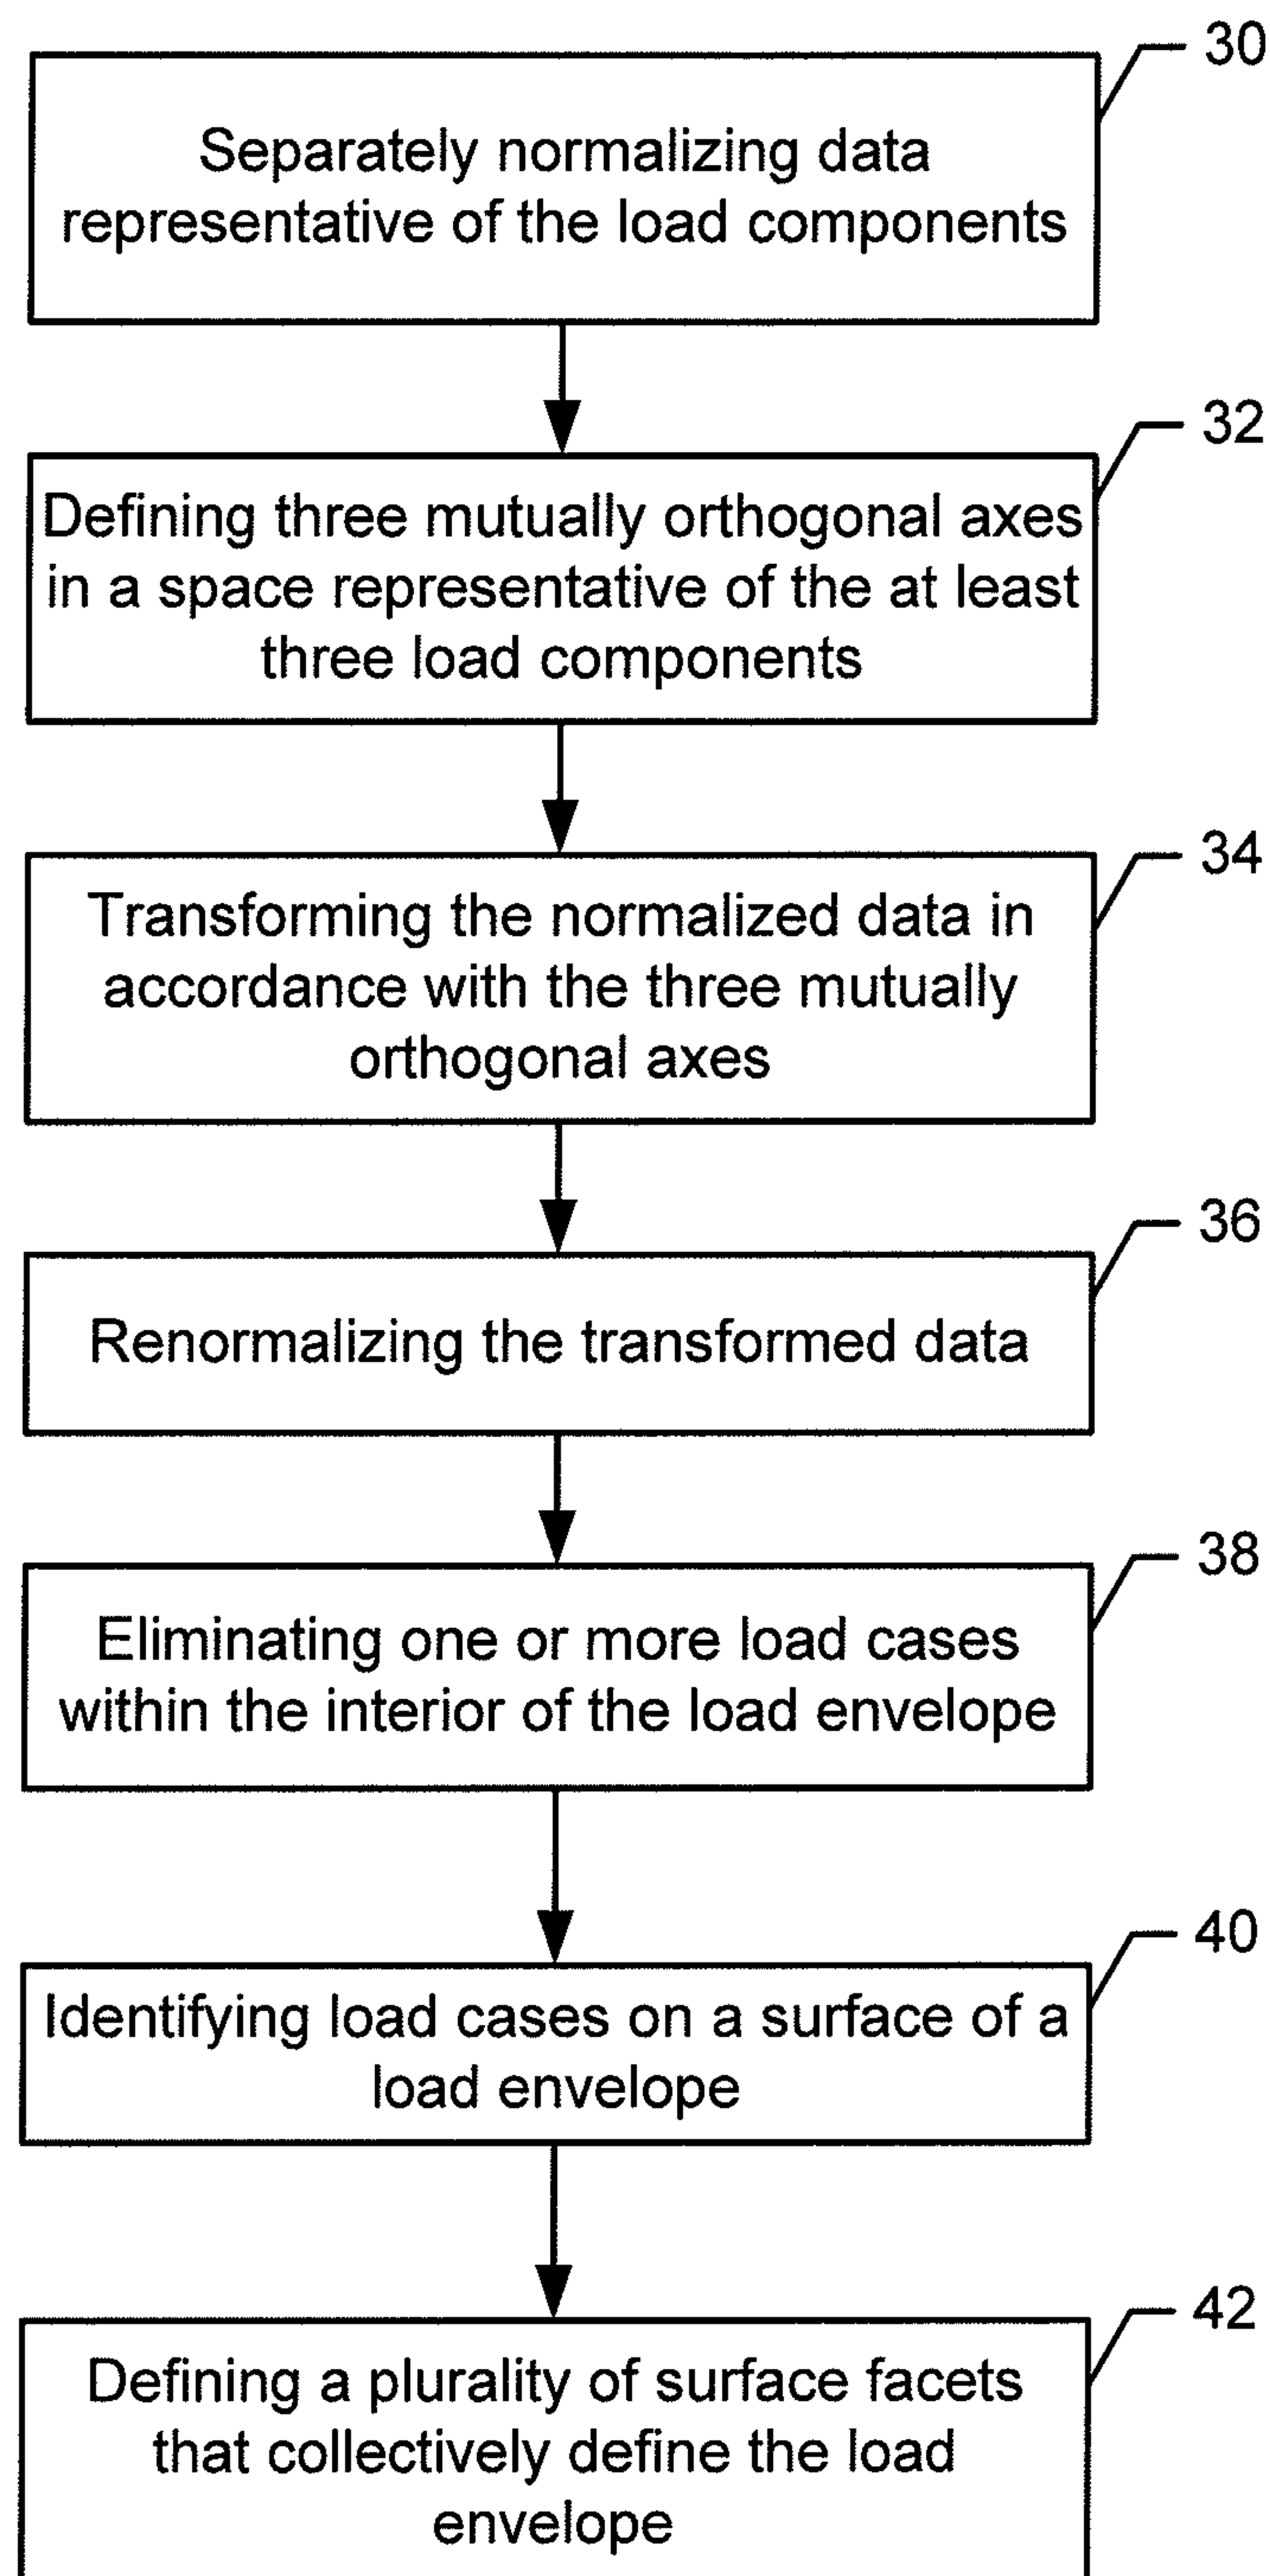 30
Separately normalizing data
representative of the load components
32
Defining three mutually orthogonal axes
in a space representative of the at least
three load components
34
Transforming the normalized data in
accordance with the three mutually
orthogonal axes
36
Renormalizing the transformed data
38
Eliminating one or more load cases
within the interior of the load envelope
40
Identifying load cases on a surface of a
load envelope
42
Defining a plurality of surface facets
that collectively define the load
envelope